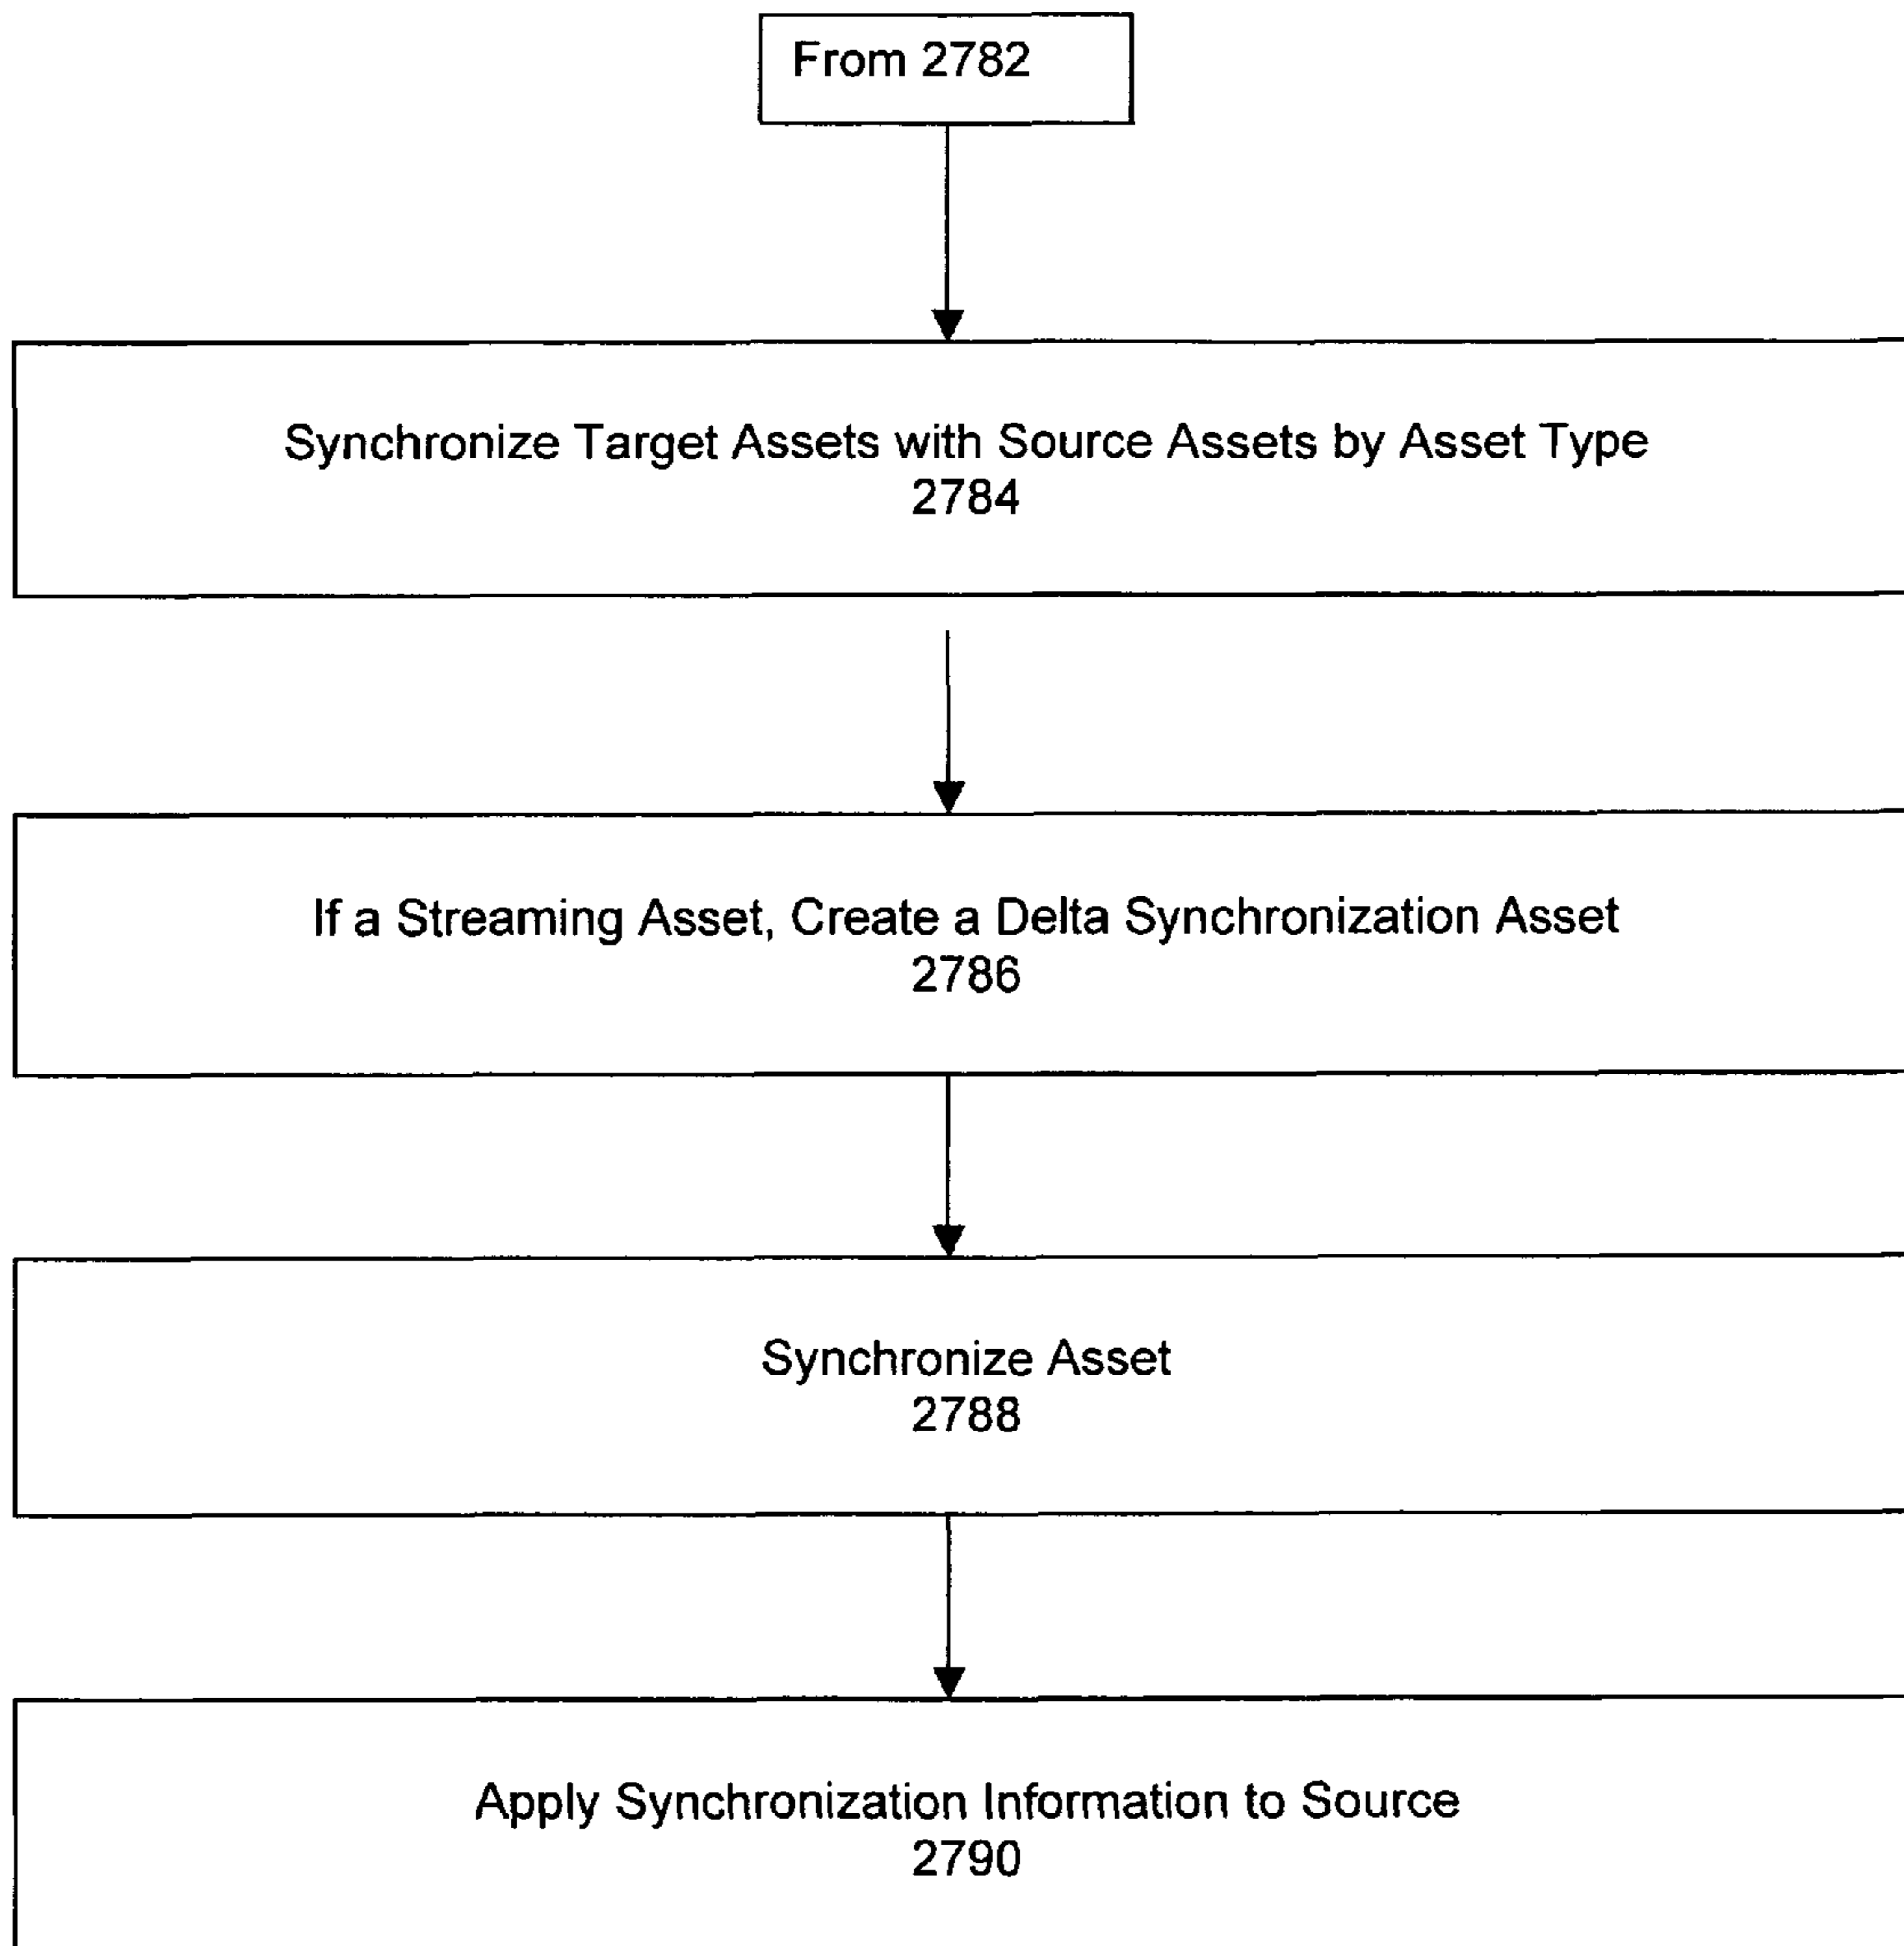 From 2782
Synchronize Target Assets with Source Assets by Asset Type
2784
If a Streaming Asset, Create a Delta Synchronization Asset
2786
Synchronize Asset
2788
Apply Synchronization Information to Source
2790